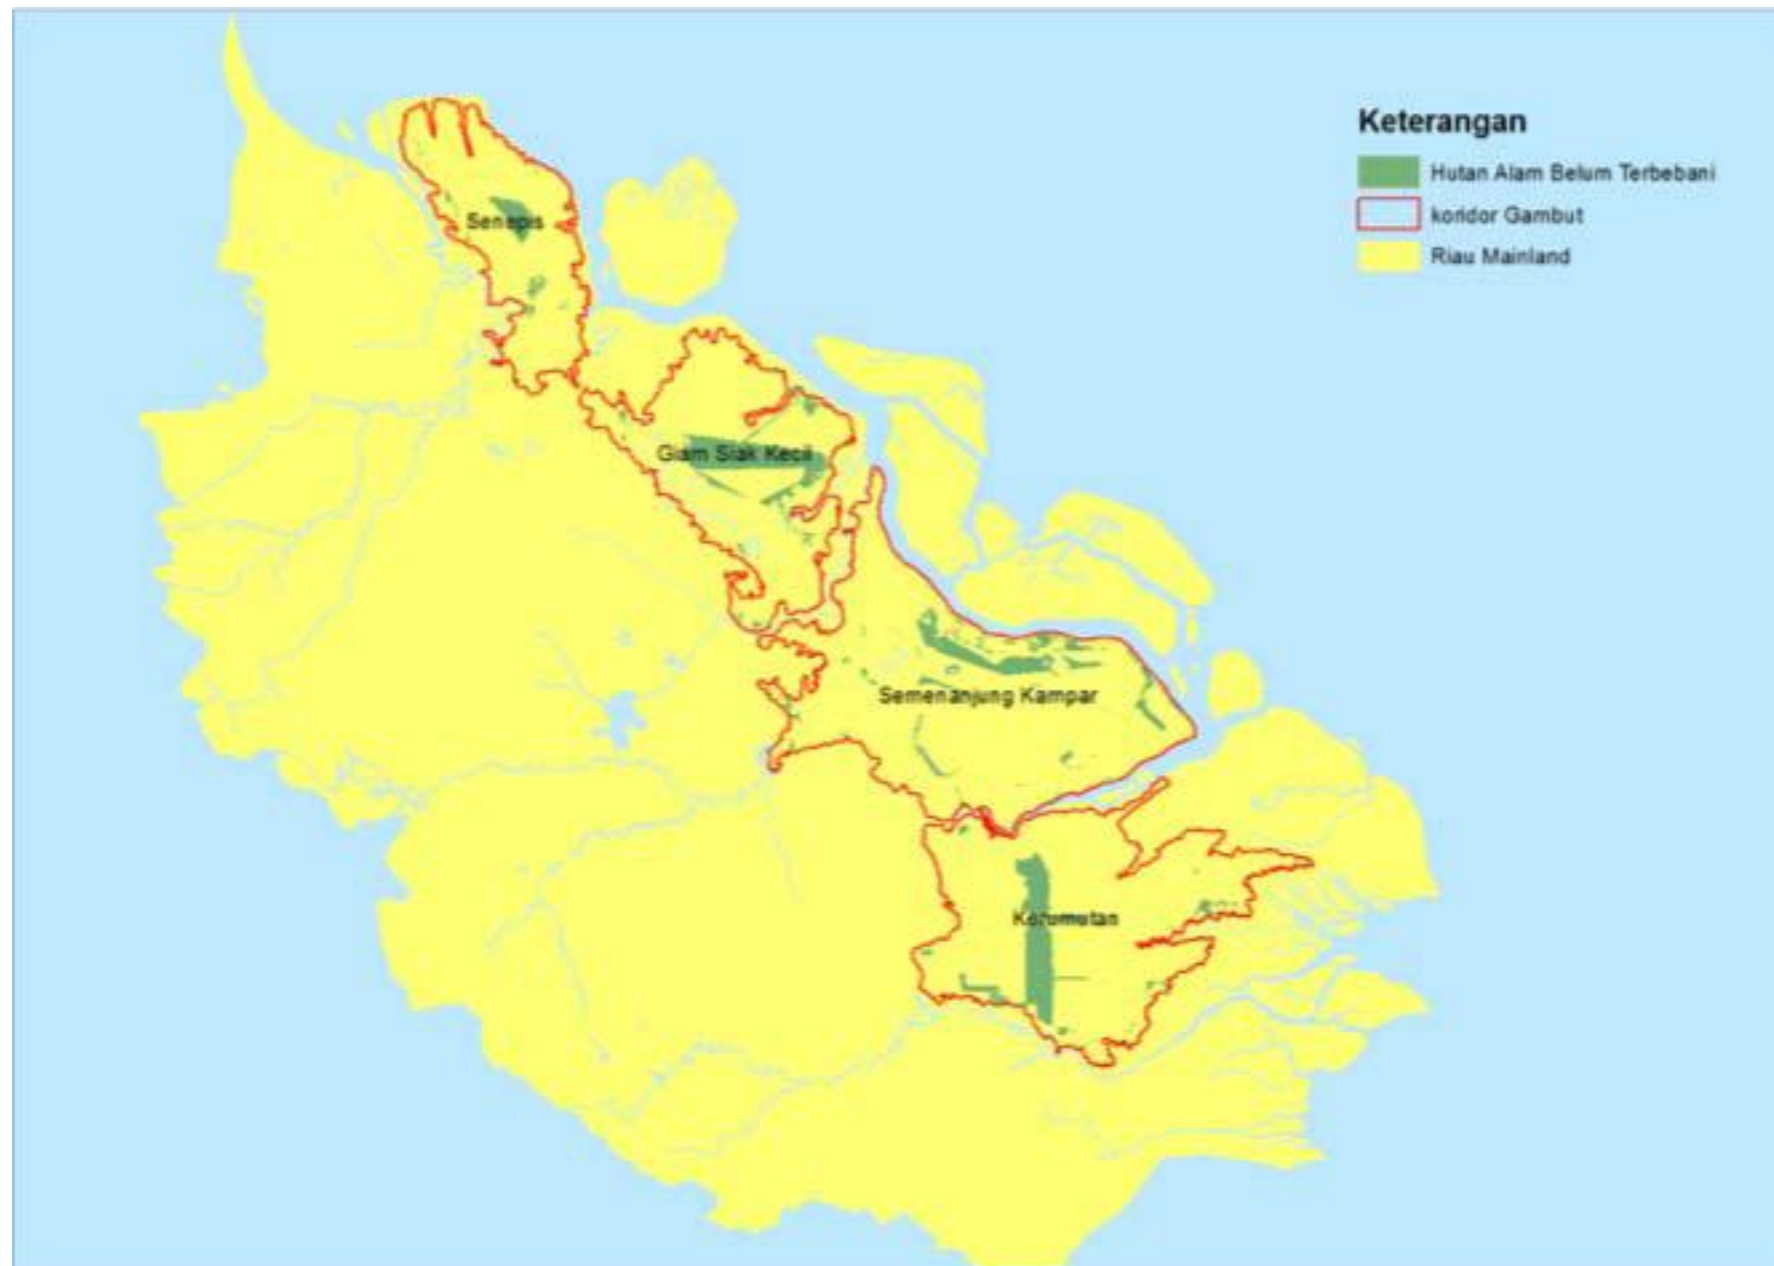 Keterangan
Hutan Alam Belum Terbebani
koridor Gambut
Riau Mainland
Senepis
Giam Siak Kecil
Semenanjung Kampar
Kerumutan